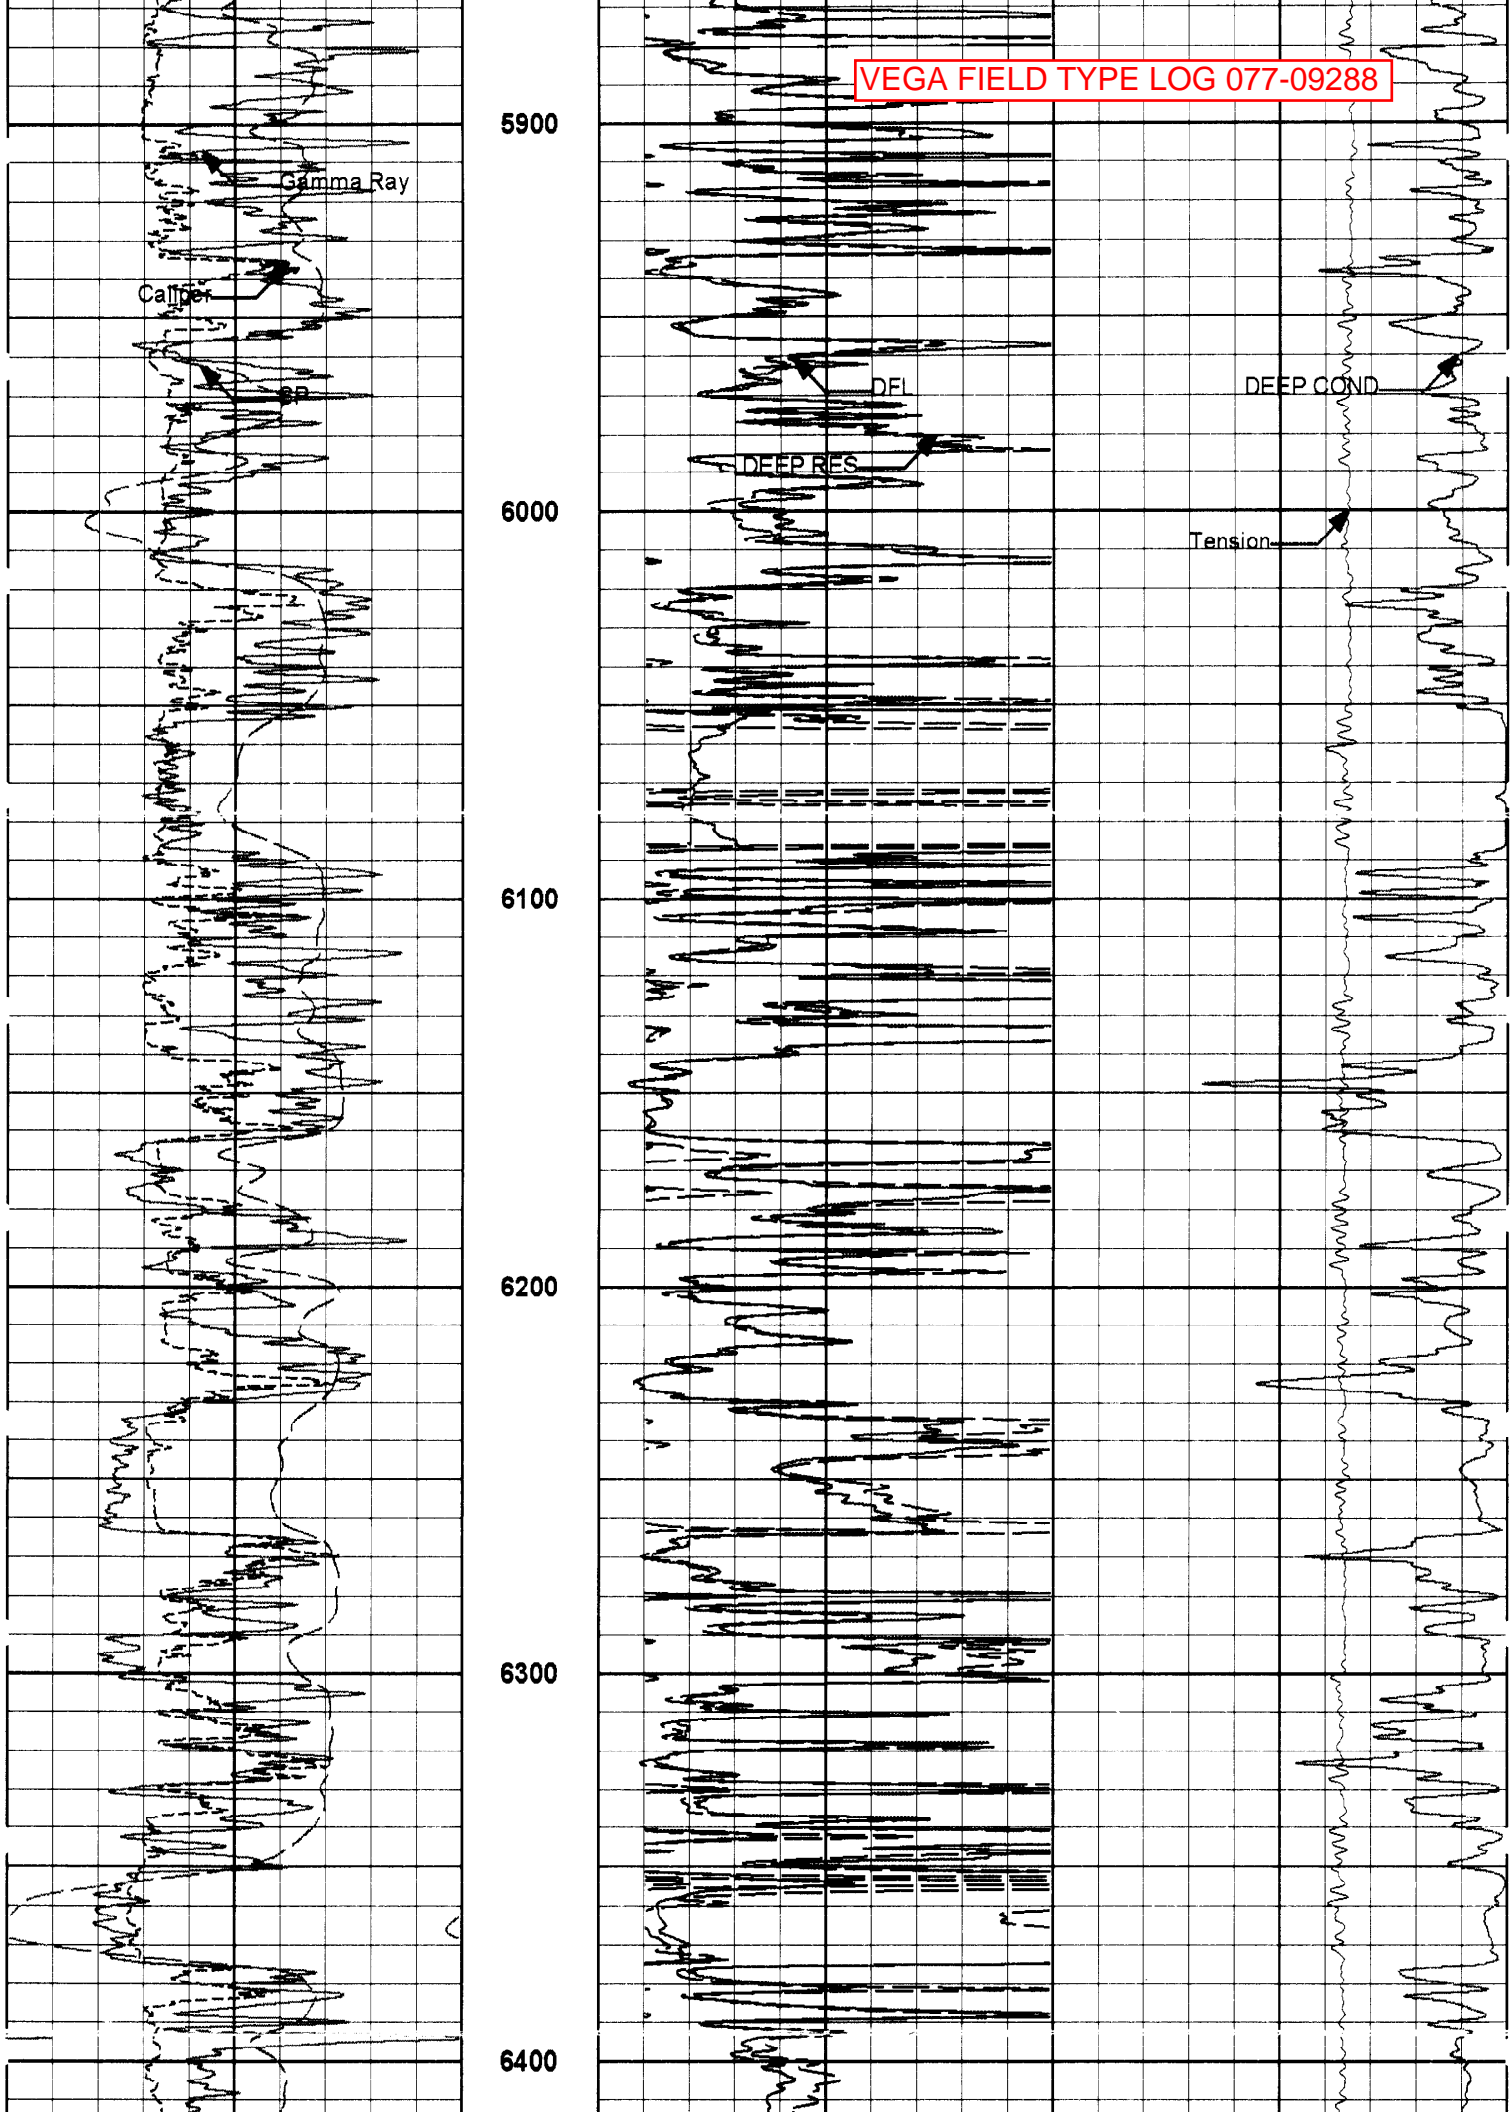 VEGA FIELD TYPE LOG 077-09288
5900
Gamma Ray
Caliper
SP
DFL
DEEP COND
DEEP RES
6000
Tension
6100
6200
6300
6400